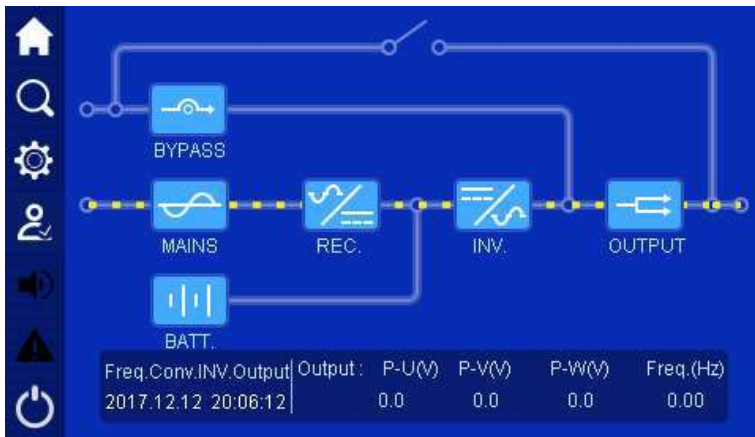 BYPASS
MAINS
REC.
INV.
OUTPUT
BATT.
Freq.Conv.INV.Output Output : P-U(V) P-V(V) P-W(V) Freq.(Hz)
2017.12.12 20:06:12 0.0 0.0 0.0 0.00